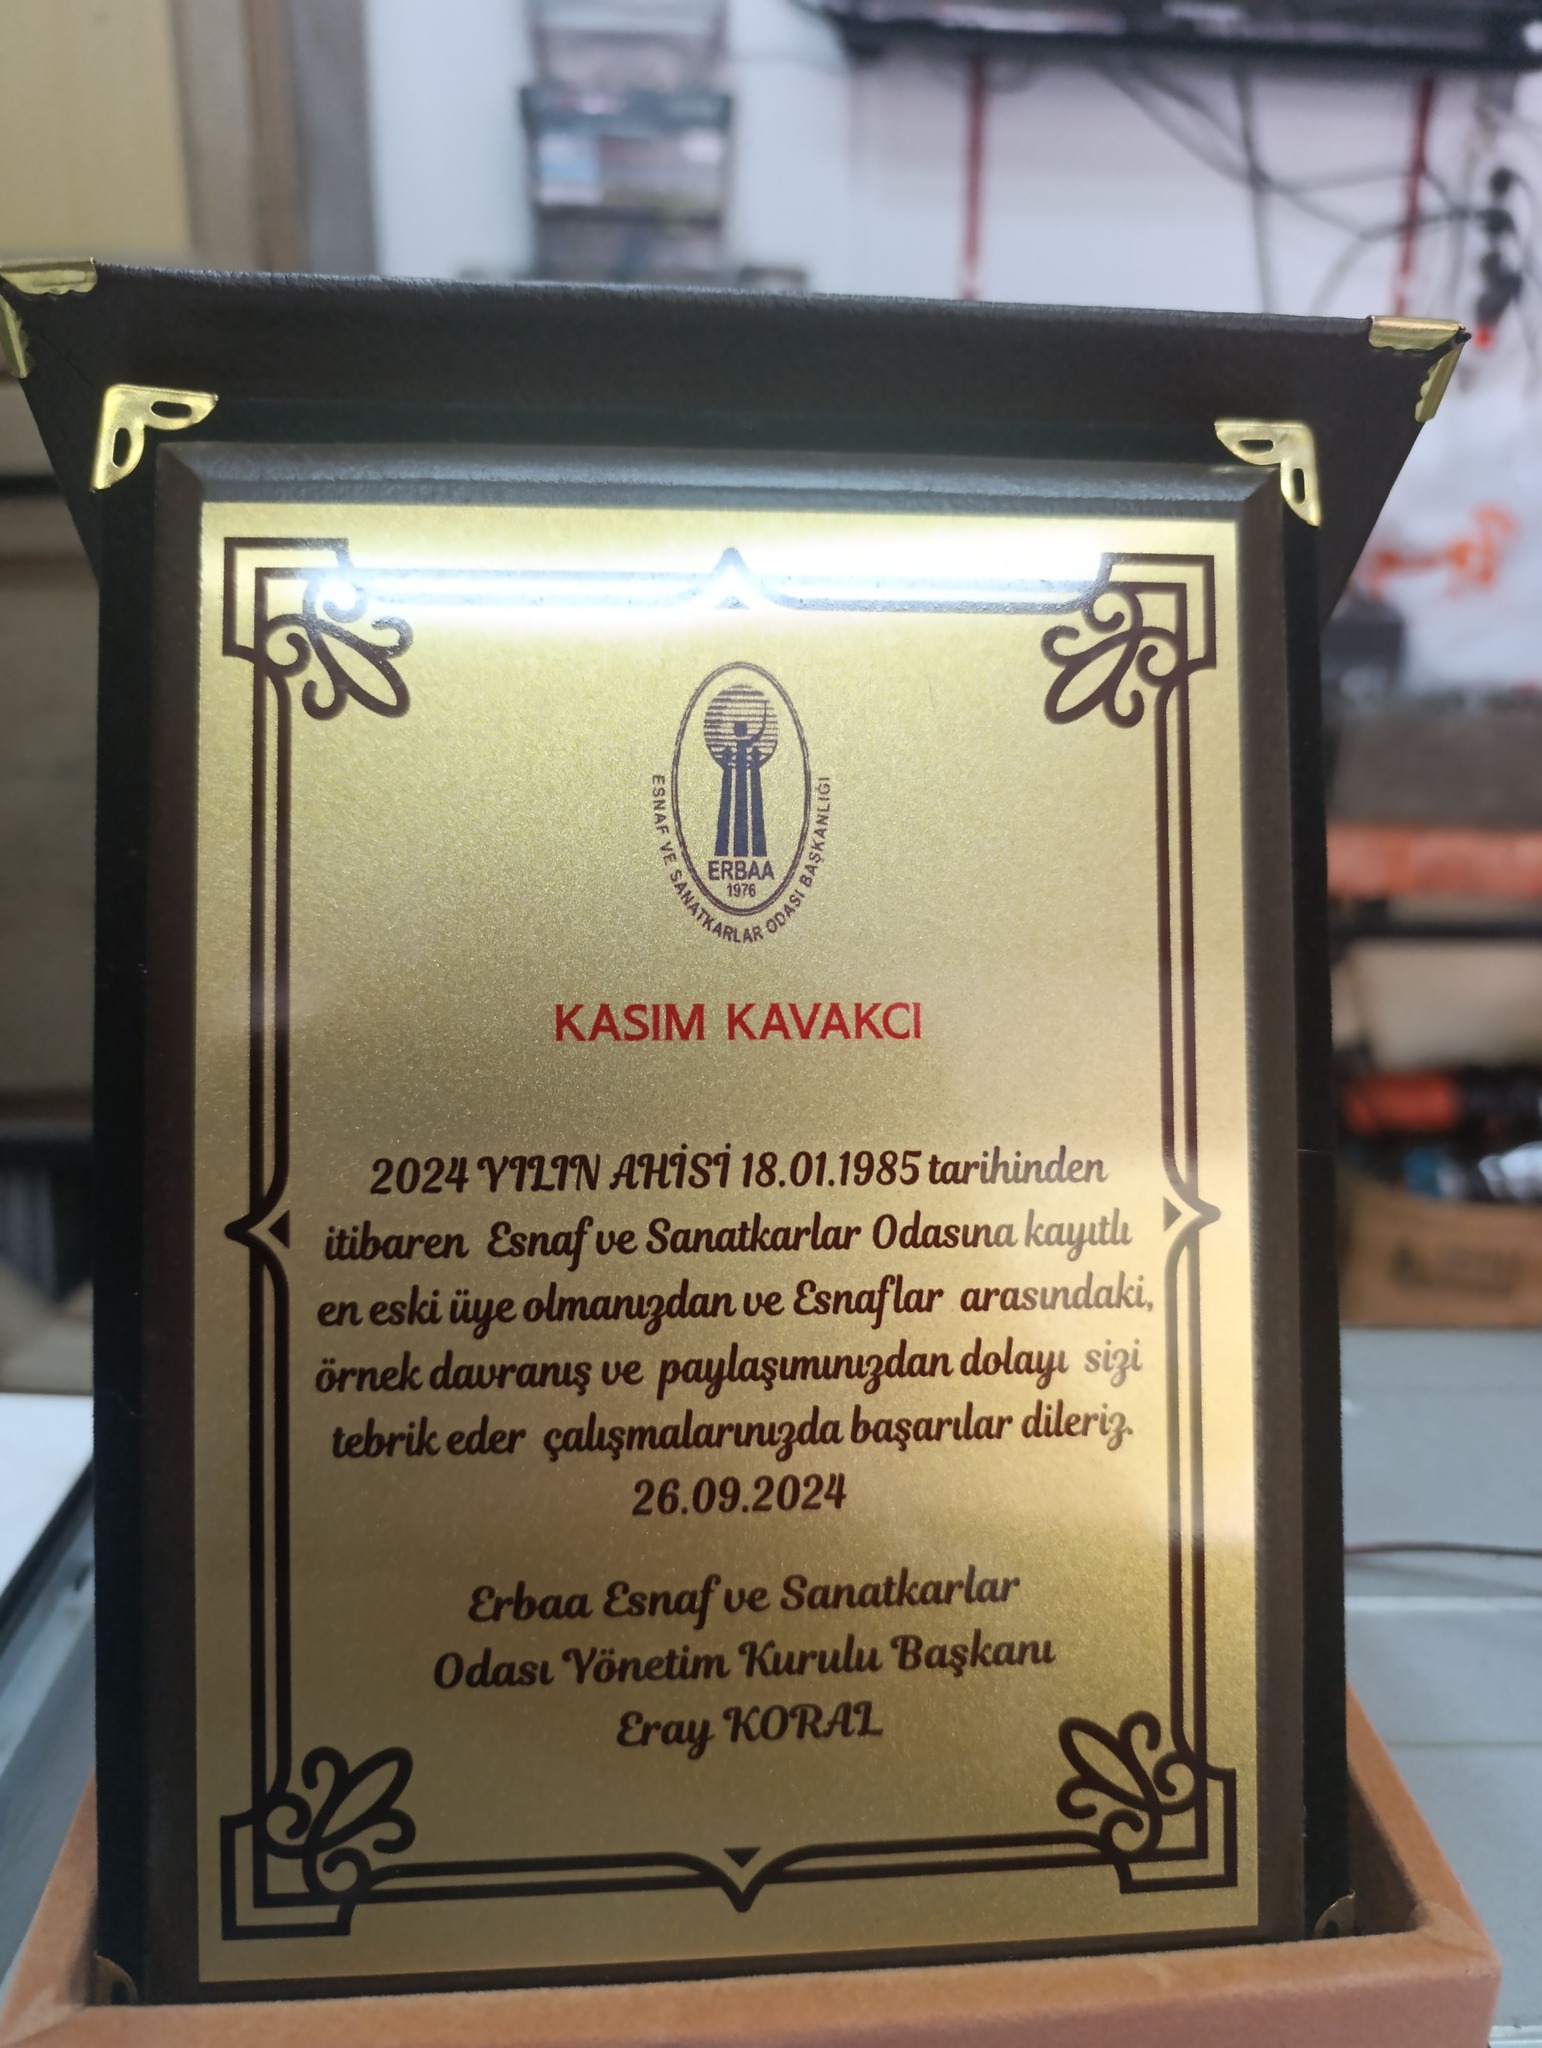 ERBAA
1976
ESNAF VE SANATKARLAR ODASI BAŞKANLIĞI
KASIM KAVAKCI
2024 YILIN AHİSİ 18.01.1985 tarihinden
itibaren Esnaf ve Sanatkarlar Odasına kayıtlı
en eski üye olmanızdan ve Esnaflar arasındaki,
örnek davranış ve paylaşımınızdan dolayı sizi
tebrik eder çalışmalarınızda başarılar dileriz.
26.09.2024
Erbaa Esnaf ve Sanatkarlar
Odası Yönetim Kurulu Başkanı
Eray KORAL